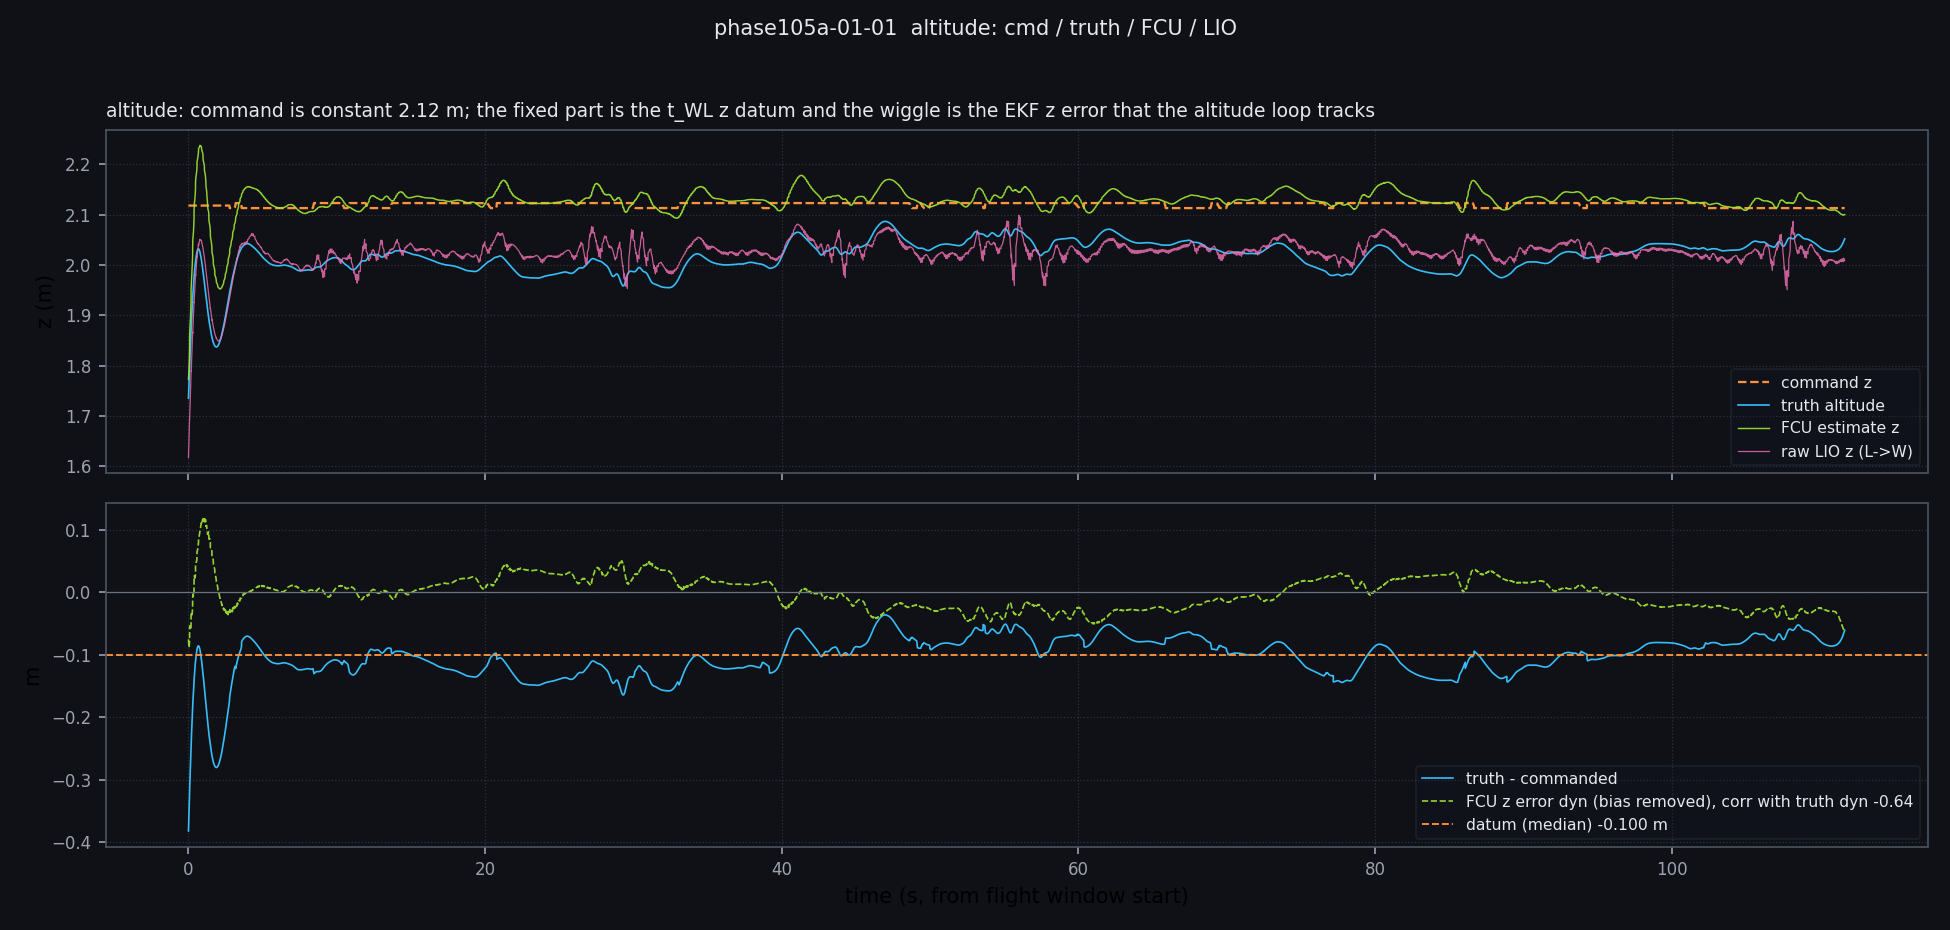 phase105a-01-01  altitude: cmd / truth / FCU / LIO
altitude: command is constant 2.12 m; the fixed part is the t_WL z datum and the wiggle is the EKF z error that the altitude loop tracks
z (m)
2.2
2.1
2.0
1.9
1.8
1.7
1.6
command z
truth altitude
FCU estimate z
raw LIO z (L->W)
m
0.1
0.0
−0.1
−0.2
−0.3
−0.4
truth - commanded
FCU z error dyn (bias removed), corr with truth dyn -0.64
datum (median) -0.100 m
0 20 40 60 80 100
time (s, from flight window start)